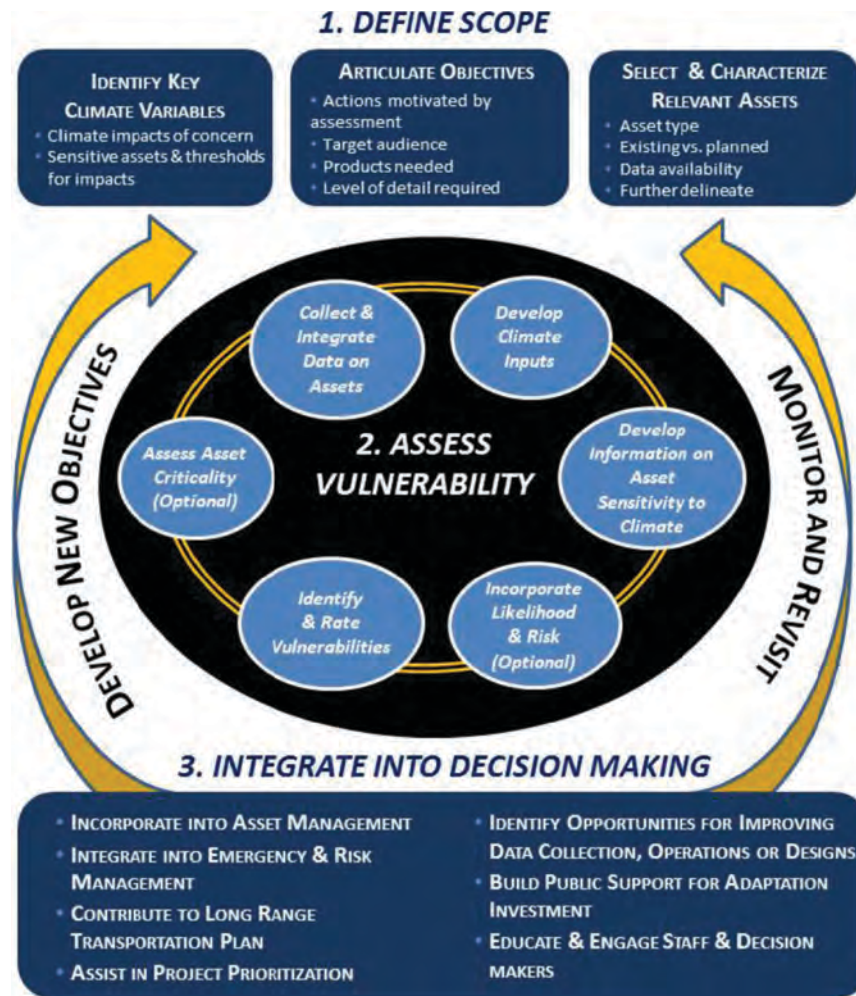 1. DEFINE SCOPE
IDENTIFY KEY
CLIMATE VARIABLES
• Climate impacts of concern
• Sensitive assets & thresholds
for impacts
ARTICULATE OBJECTIVES
• Actions motivated by
assessment
• Target audience
• Products needed
• Level of detail required
SELECT & CHARACTERIZE
RELEVANT ASSETS
• Asset type
• Existing vs. planned
• Data availability
• Further delineate
DEVELOP NEW OBJECTIVES
Collect &
Integrate
Data on
Assets
Develop
Climate
Inputs
Assess Asset
Criticality
(Optional)
2. ASSESS
VULNERABILITY
Develop
Information on
Asset
Sensitivity to
Climate
Identify
& Rate
Vulnerabilities
Incorporate
Likelihood
& Risk
(Optional)
MONITOR AND REVISIT
3. INTEGRATE INTO DECISION MAKING
• INCORPORATE INTO ASSET MANAGEMENT
• INTEGRATE INTO EMERGENCY & RISK
MANAGEMENT
• CONTRIBUTE TO LONG RANGE
TRANSPORTATION PLAN
• ASSIST IN PROJECT PRIORITIZATION
• IDENTIFY OPPORTUNITIES FOR IMPROVING
DATA COLLECTION, OPERATIONS OR DESIGNS
• BUILD PUBLIC SUPPORT FOR ADAPTATION
INVESTMENT
• EDUCATE & ENGAGE STAFF & DECISION
MAKERS